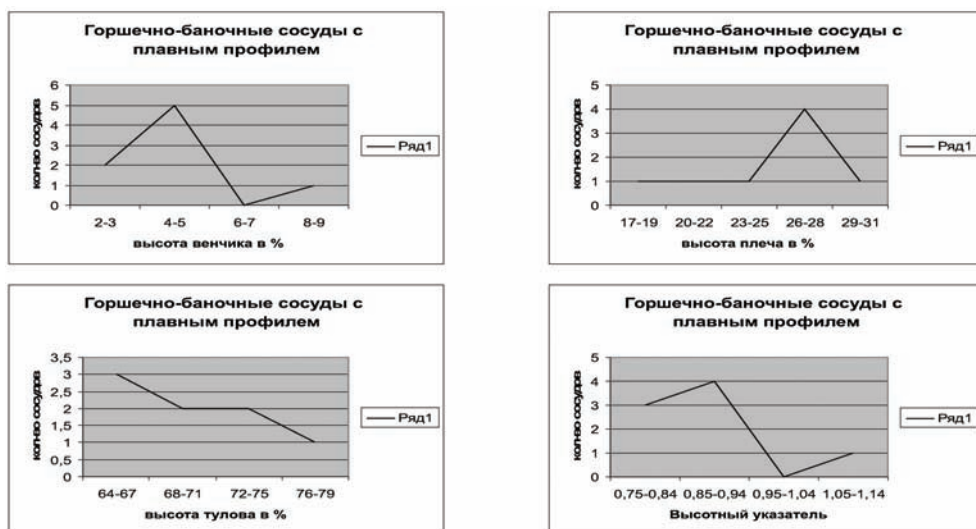 Горшечно-баночные сосуды с
плавным профилем
кол-во сосудов
6
5
4
3
2
1
0
2-3 4-5 6-7 8-9
высота венчика в %
Ряд1
Горшечно-баночные сосуды с
плавным профилем
кол-во сосудов
5
4
3
2
1
0
17-19 20-22 23-25 26-28 29-31
высота плеча в %
Ряд1
Горшечно-баночные сосуды с
плавным профилем
кол-во сосудов
3,5
3
2,5
2
1,5
1
0,5
0
64-67 68-71 72-75 76-79
высота тулова в %
Ряд1
Горшечно-баночные сосуды с
плавным профилем
кол-во сосудов
5
4
3
2
1
0
0,75-0,84 0,85-0,94 0,95-1,04 1,05-1,14
Высотный указатель
Ряд1